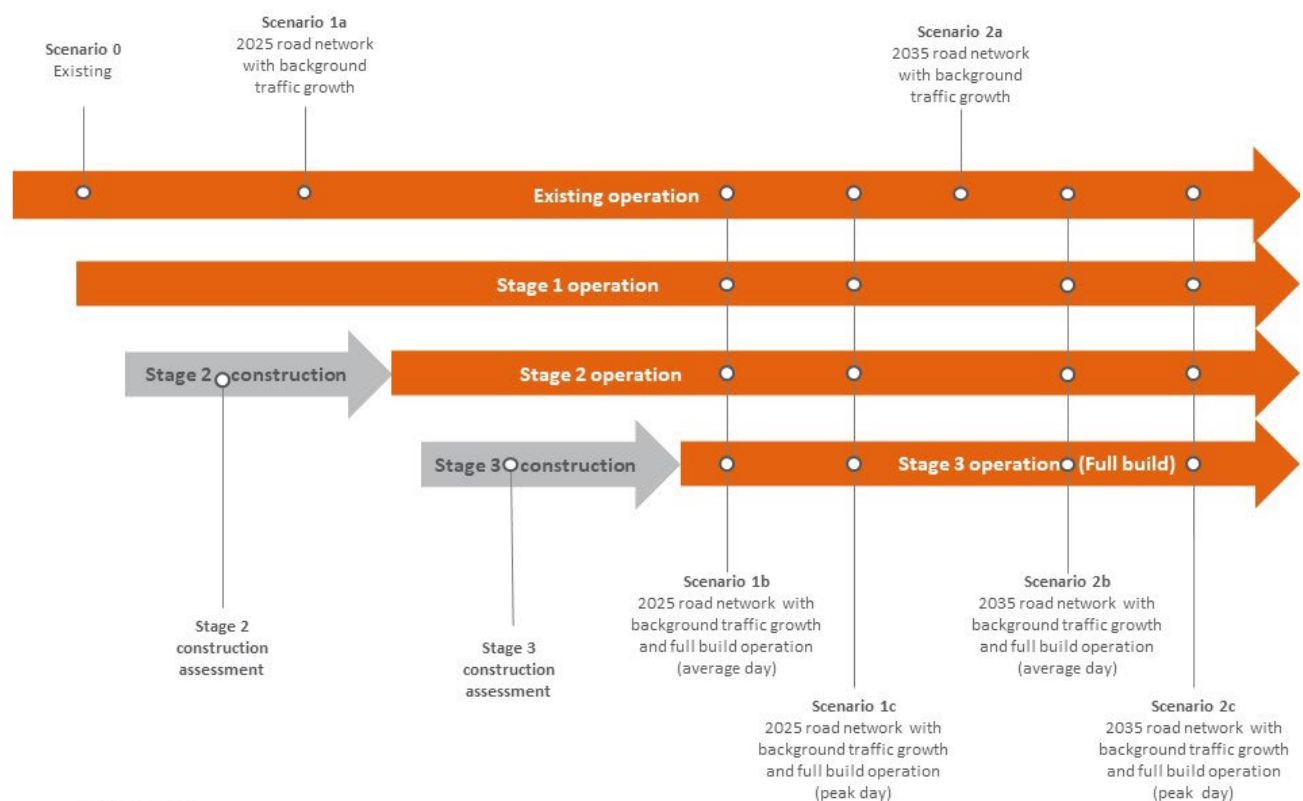 Scenario 0
Existing
Scenario 1a
2025 road network
with background
traffic growth
Scenario 2a
2035 road network
with background
traffic growth
Existing operation
Stage 1 operation
Stage 2 construction
Stage 2 operation
Stage 3 construction
Stage 3 operation (Full build)
Stage 2
construction
assessment
Stage 3
construction
assessment
Scenario 1b
2025 road network with
background traffic growth
and full build operation
(average day)
Scenario 2b
2035 road network with
background traffic growth
and full build operation
(average day)
Scenario 1c
2025 road network with
background traffic growth
and full build operation
(peak day)
Scenario 2c
2035 road network with
background traffic growth
and full build operation
(peak day)